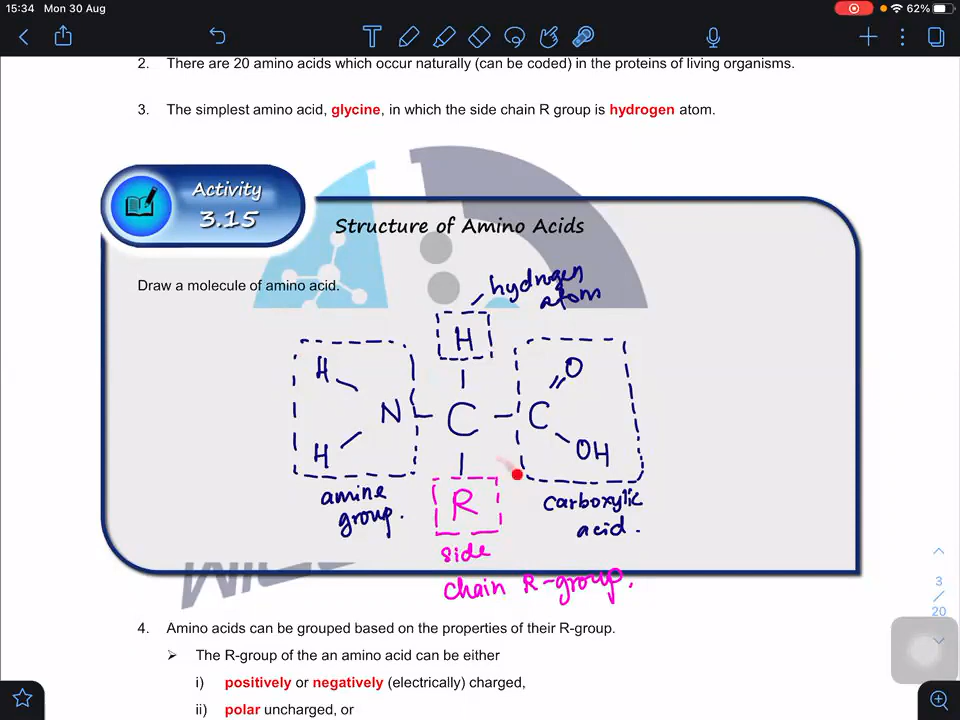 15:34 Mon 30 Aug 62%
2. There are 20 amino acids which occur naturally (can be coded) in the proteins of living organisms.
3. The simplest amino acid, glycine, in which the side chain R group is hydrogen atom.
Activity
3.15
Structure of Amino Acids
Draw a molecule of amino acid.
hydrogen
atom
H
H
O
N C C
H
OH
R
amine
group.
carboxylic
acid.
side
chain R-group.
3
/
20
4. Amino acids can be grouped based on the properties of their R-group.
➤ The R-group of the an amino acid can be either
i) positively or negatively (electrically) charged,
ii) polar uncharged, or